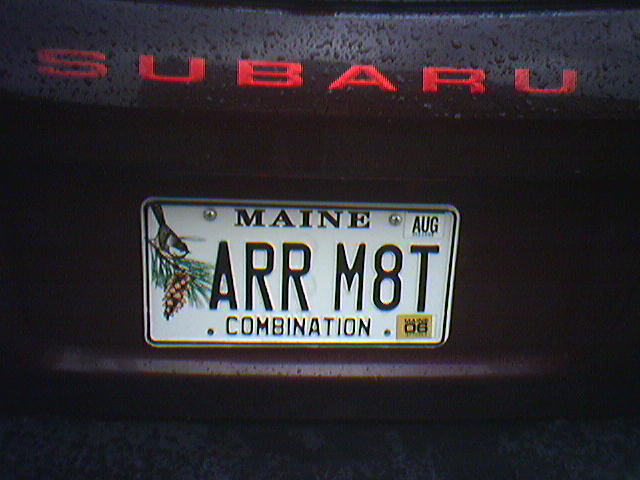 SUBARU
MAINE
AUG
ARR M8T
COMBINATION
MAINE
06